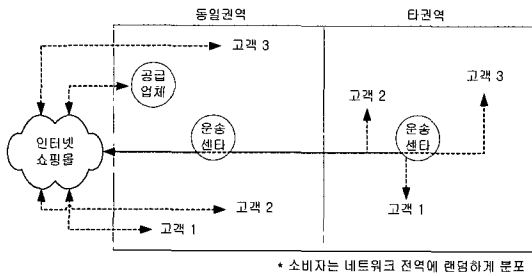 동일권역
타권역
고객 3
공급
업체
고객 3
고객 2
인터넷
쇼핑몰
운송
센타
운송
센타
고객 2
고객 1
고객 1
* 소비자는 네트워크 전역에 랜덤하게 분포